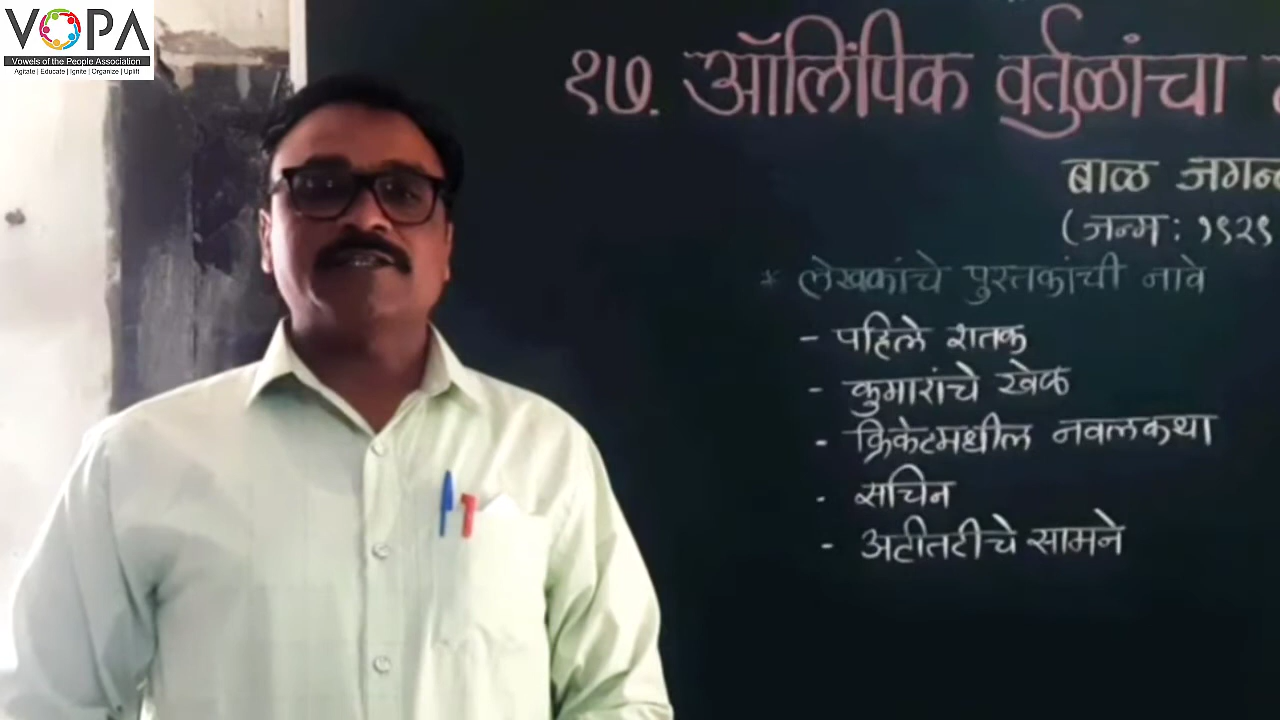 VOPA
Vowels of the People Association
Agitate | Educate | Ignite | Organize | Uplift
१७. ऑलिंपिक वर्तुळांचा
बाळ जगन
(जन्म : १९२९
* लेखकांचे पुस्तकांची नावे
- पहिले शतक
- कुमारांचे खेळ
- क्रिकेटमधील नवलकथा
- सचिन
- अटीतटीचे सामने